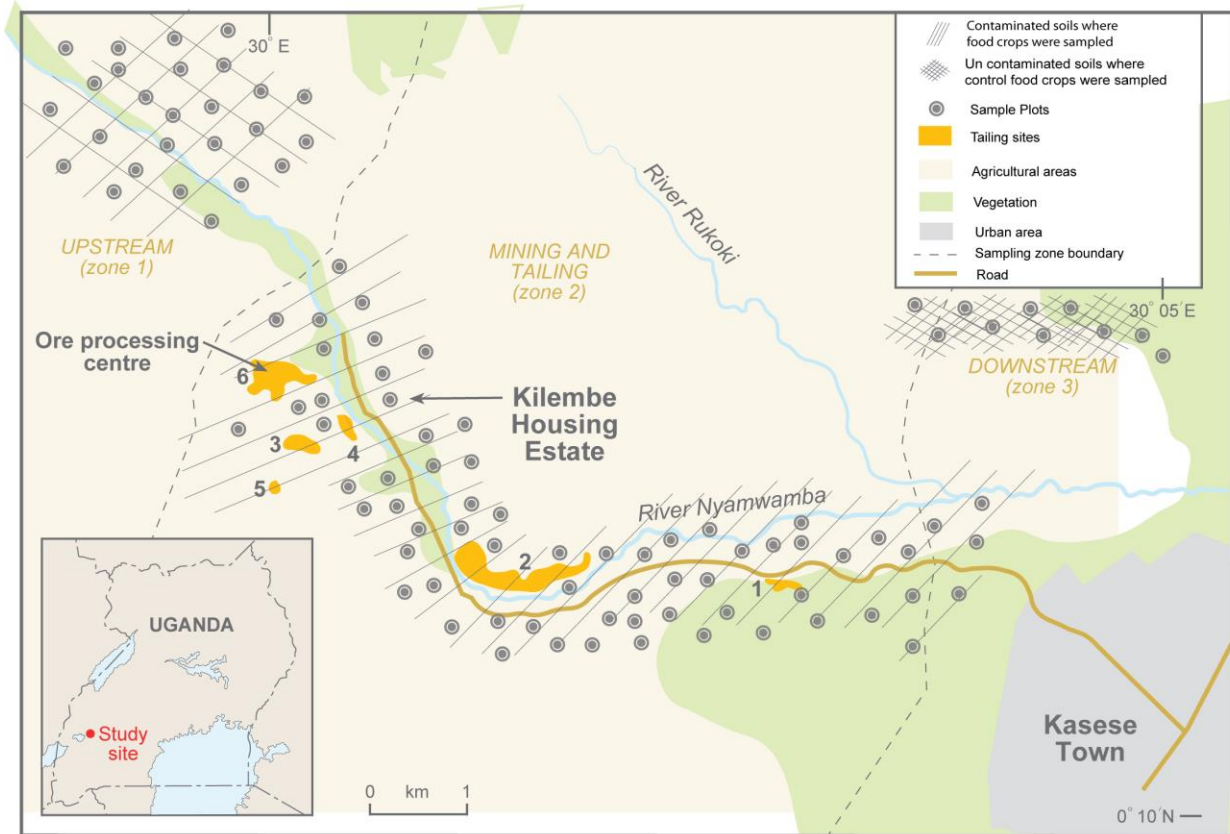 30° E
Contaminated soils where
food crops were sampled
Un contaminated soils where
control food crops were sampled
Sample Plots
Tailing sites
Agricultural areas
Vegetation
Urban area
Sampling zone boundary
Road
30° 05′ E
UPSTREAM
(zone 1)
MINING AND
TAILING
(zone 2)
River Rukoki
DOWNSTREAM
(zone 3)
Ore processing
centre
6
Kilembe
Housing
Estate
3
4
5
River Nyamwamba
2
1
UGANDA
Study
site
Kasese
Town
0 km 1
0° 10′N